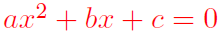 ax² + bx + c = 0